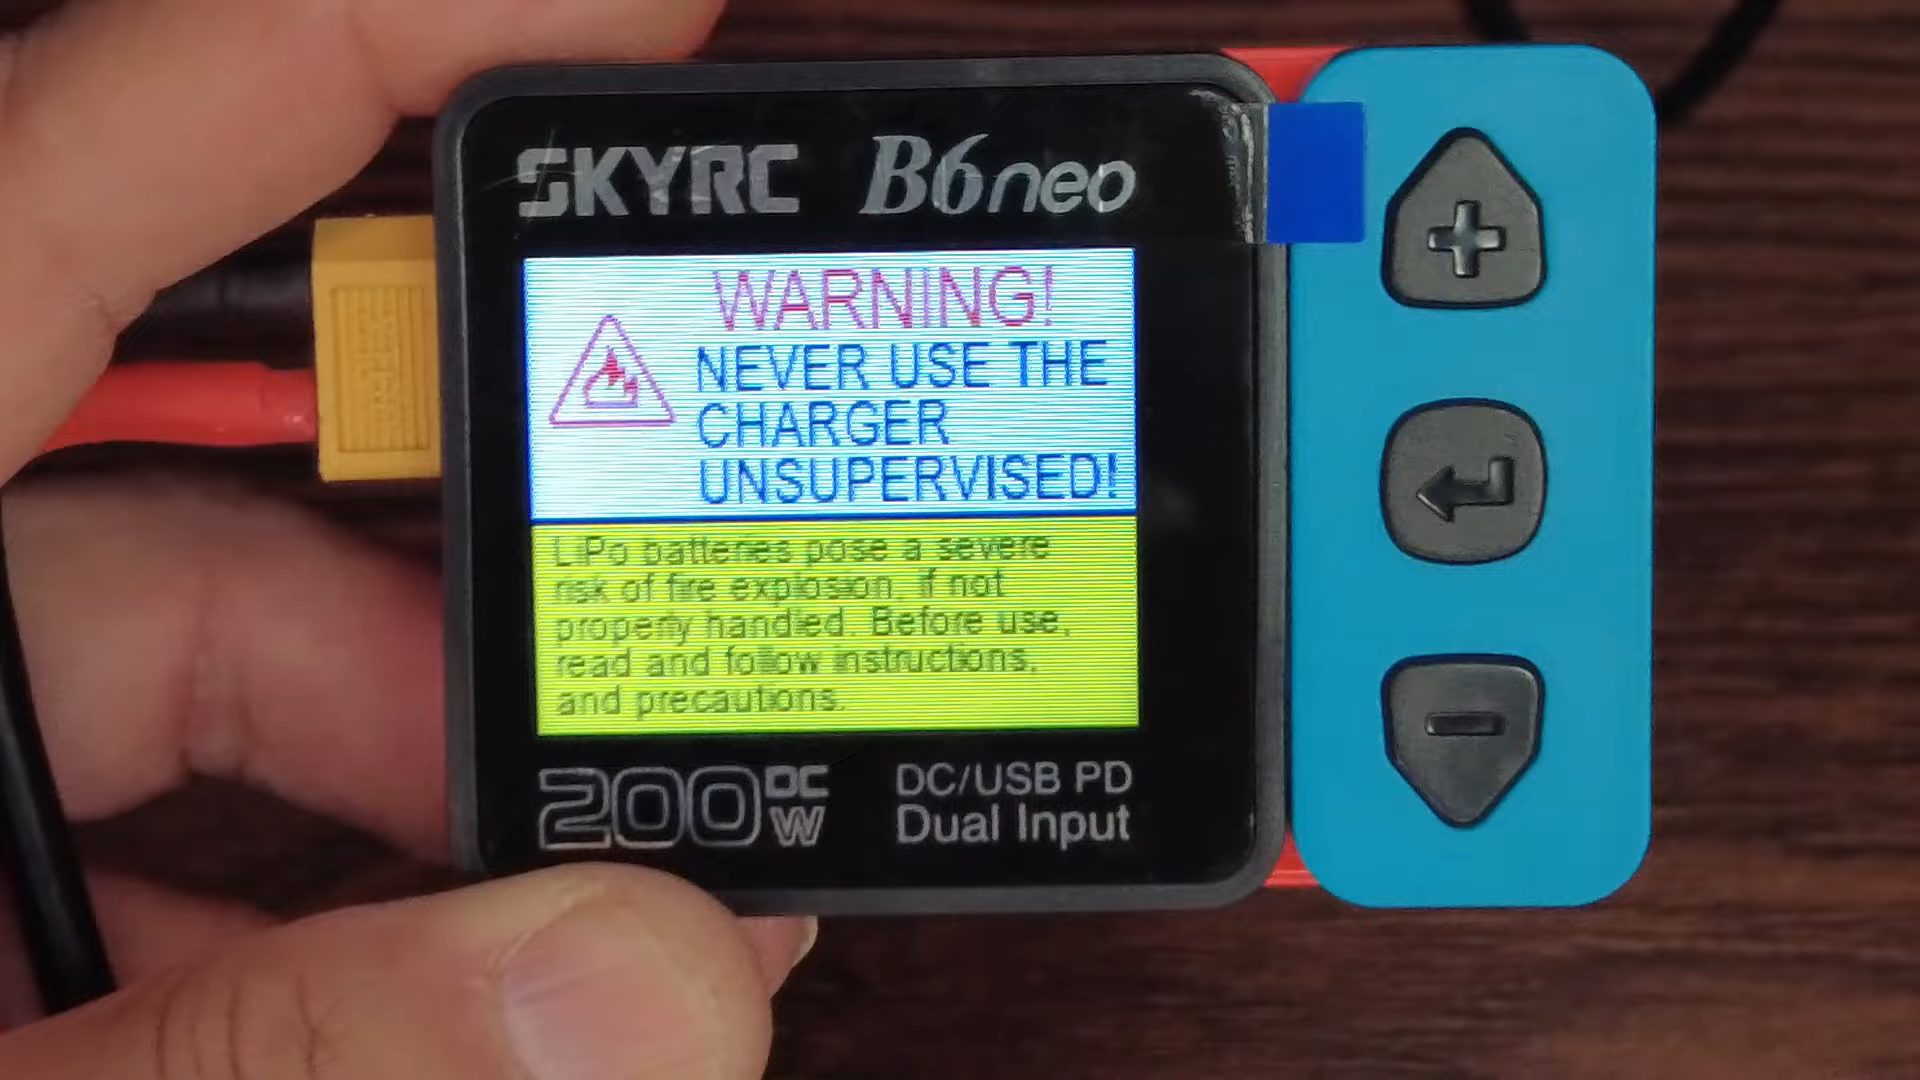 SKYRC B6neo
WARNING!
NEVER USE THE
CHARGER
UNSUPERVISED!
LiPo batteries pose a severe
risk of fire explosion, if not
properly handled. Before use,
read and follow instructions,
and precautions.
200 DC W
DC/USB PD
Dual Input